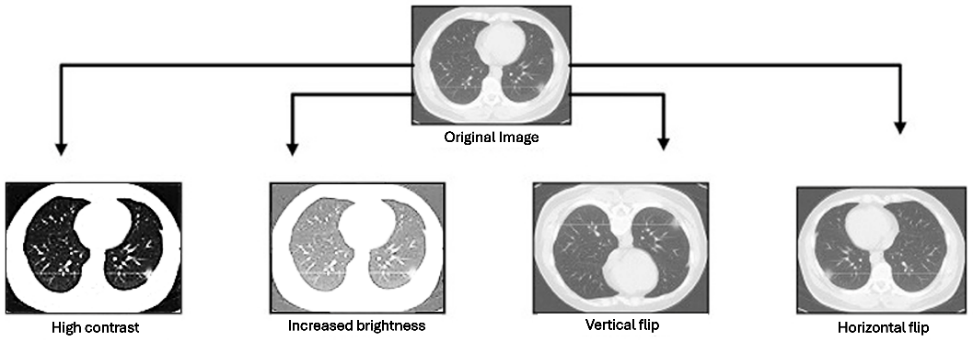 Original Image
High contrast
Increased brightness
Vertical flip
Horizontal flip